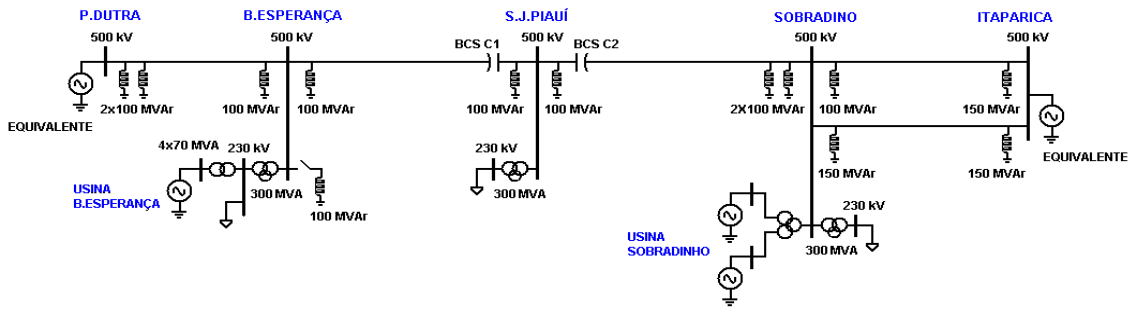 P.DUTRA
B.ESPERANÇA
S.J.PIAUÍ
SOBRADINO
ITAPARICA
500 kV
500 kV
500 kV
500 kV
500 kV
BCS C1
BCS C2
2x100 MVAr
100 MVAr
100 MVAr
100 MVAr
100 MVAr
2X100 MVAr
100 MVAr
150 MVAr
EQUIVALENTE
4x70 MVA
230 kV
300 MVA
USINA
B.ESPERANÇA
100 MVAr
230 kV
300 MVA
150 MVAr
150 MVAr
EQUIVALENTE
USINA
SOBRADINHO
230 kV
300 MVA